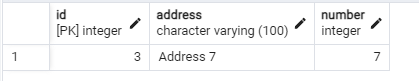 id address number
[PK] integer character varying (100) integer
1 3 Address 7 7